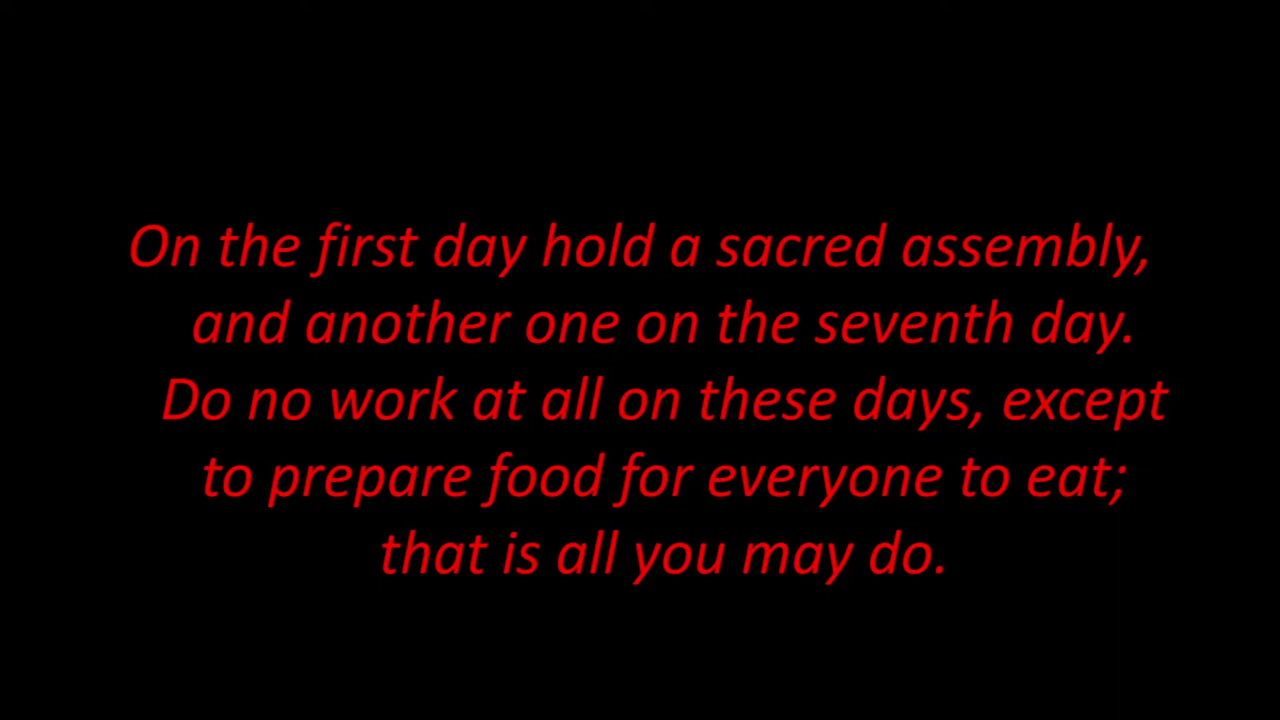 On the first day hold a sacred assembly,
and another one on the seventh day.
Do no work at all on these days, except
to prepare food for everyone to eat;
that is all you may do.